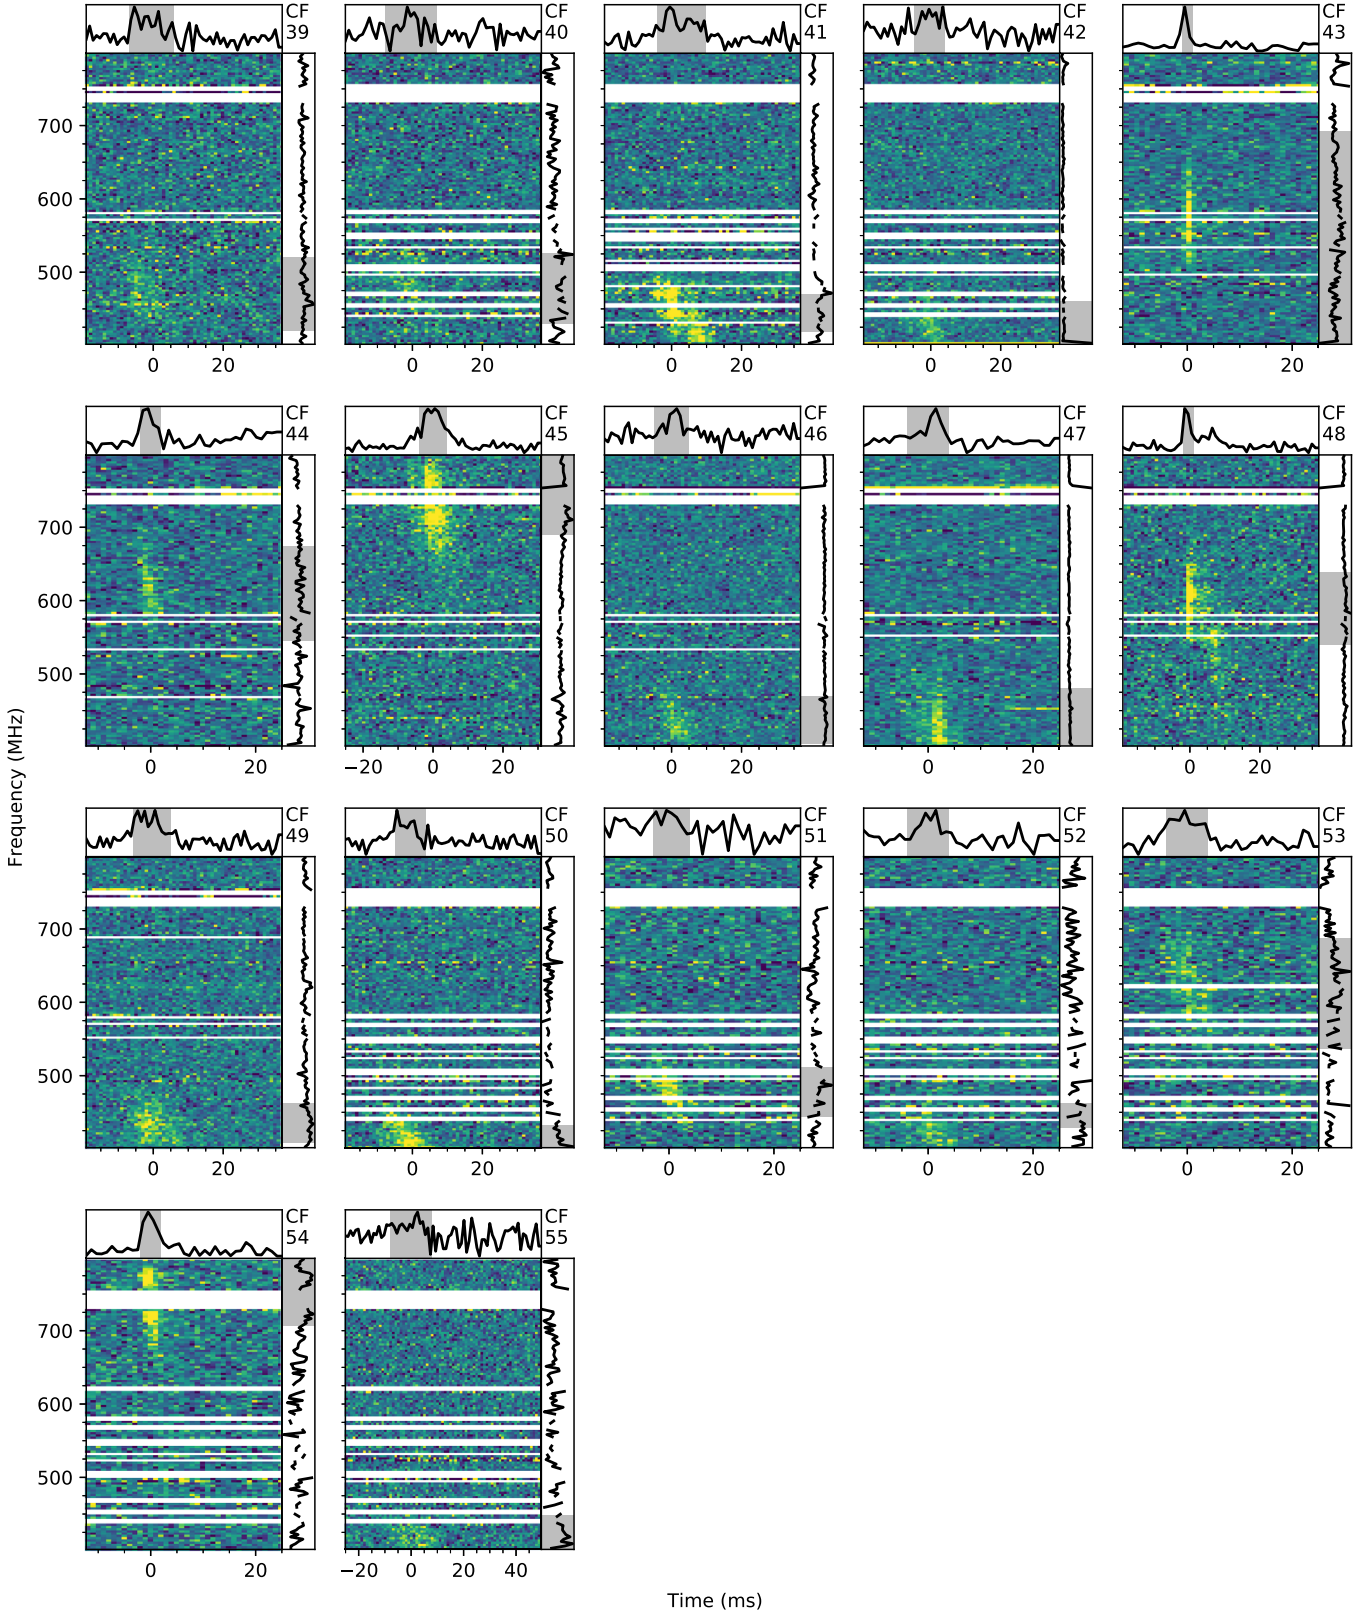 CF 39
CF 40
CF 41
CF 42
CF 43
700
600
500
0 20
0 20
0 20
0 20
0 20
CF 44
CF 45
CF 46
CF 47
CF 48
700
600
500
0 20
−20 0 20
0 20
0 20
0 20
Frequency (MHz)
CF 49
CF 50
CF 51
CF 52
CF 53
700
600
500
0 20
0 20
0 20
0 20
0 20
CF 54
CF 55
700
600
500
0 20
−20 0 20 40
Time (ms)